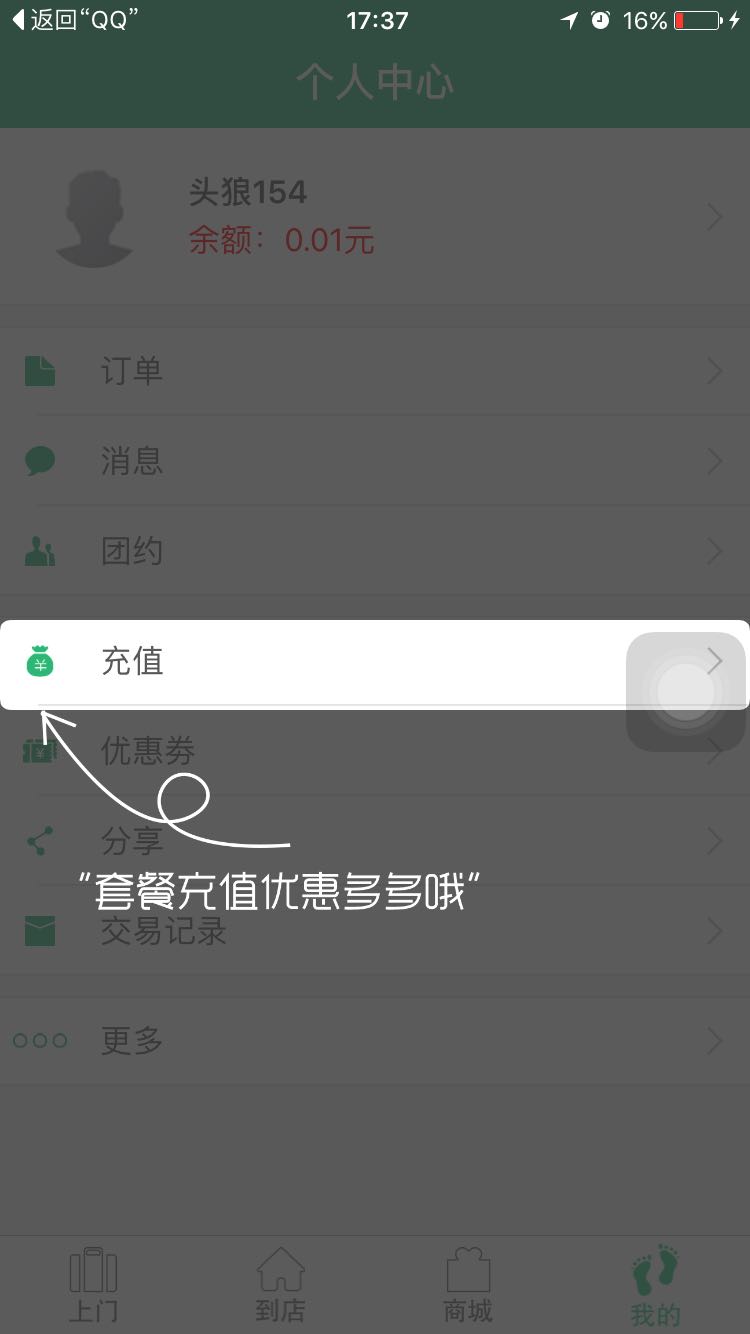 返回“QQ”
17:37
16%
个人中心
头狼154
余额：0.01元
订单
消息
团约
充值
优惠券
分享
“套餐充值优惠多多哦”
交易记录
更多
上门
到店
商城
我的